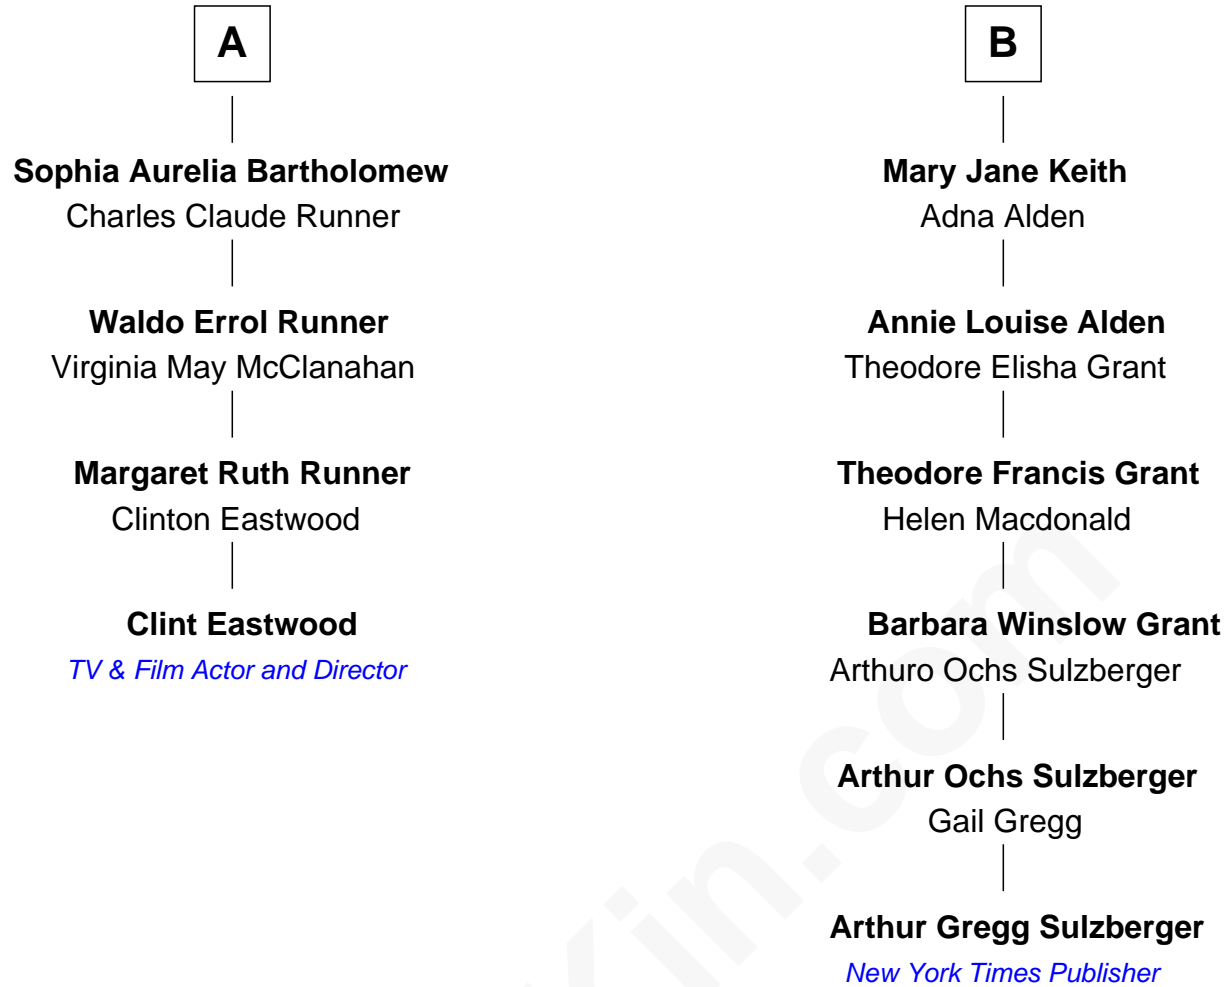 A
Sophia Aurelia Bartholomew
Charles Claude Runner
Waldo Errol Runner
Virginia May McClanahan
Margaret Ruth Runner
Clinton Eastwood
Clint Eastwood
TV & Film Actor and Director
B
Mary Jane Keith
Adna Alden
Annie Louise Alden
Theodore Elisha Grant
Theodore Francis Grant
Helen Macdonald
Barbara Winslow Grant
Arthuro Ochs Sulzberger
Arthur Ochs Sulzberger
Gail Gregg
Arthur Gregg Sulzberger
New York Times Publisher
Kin.com